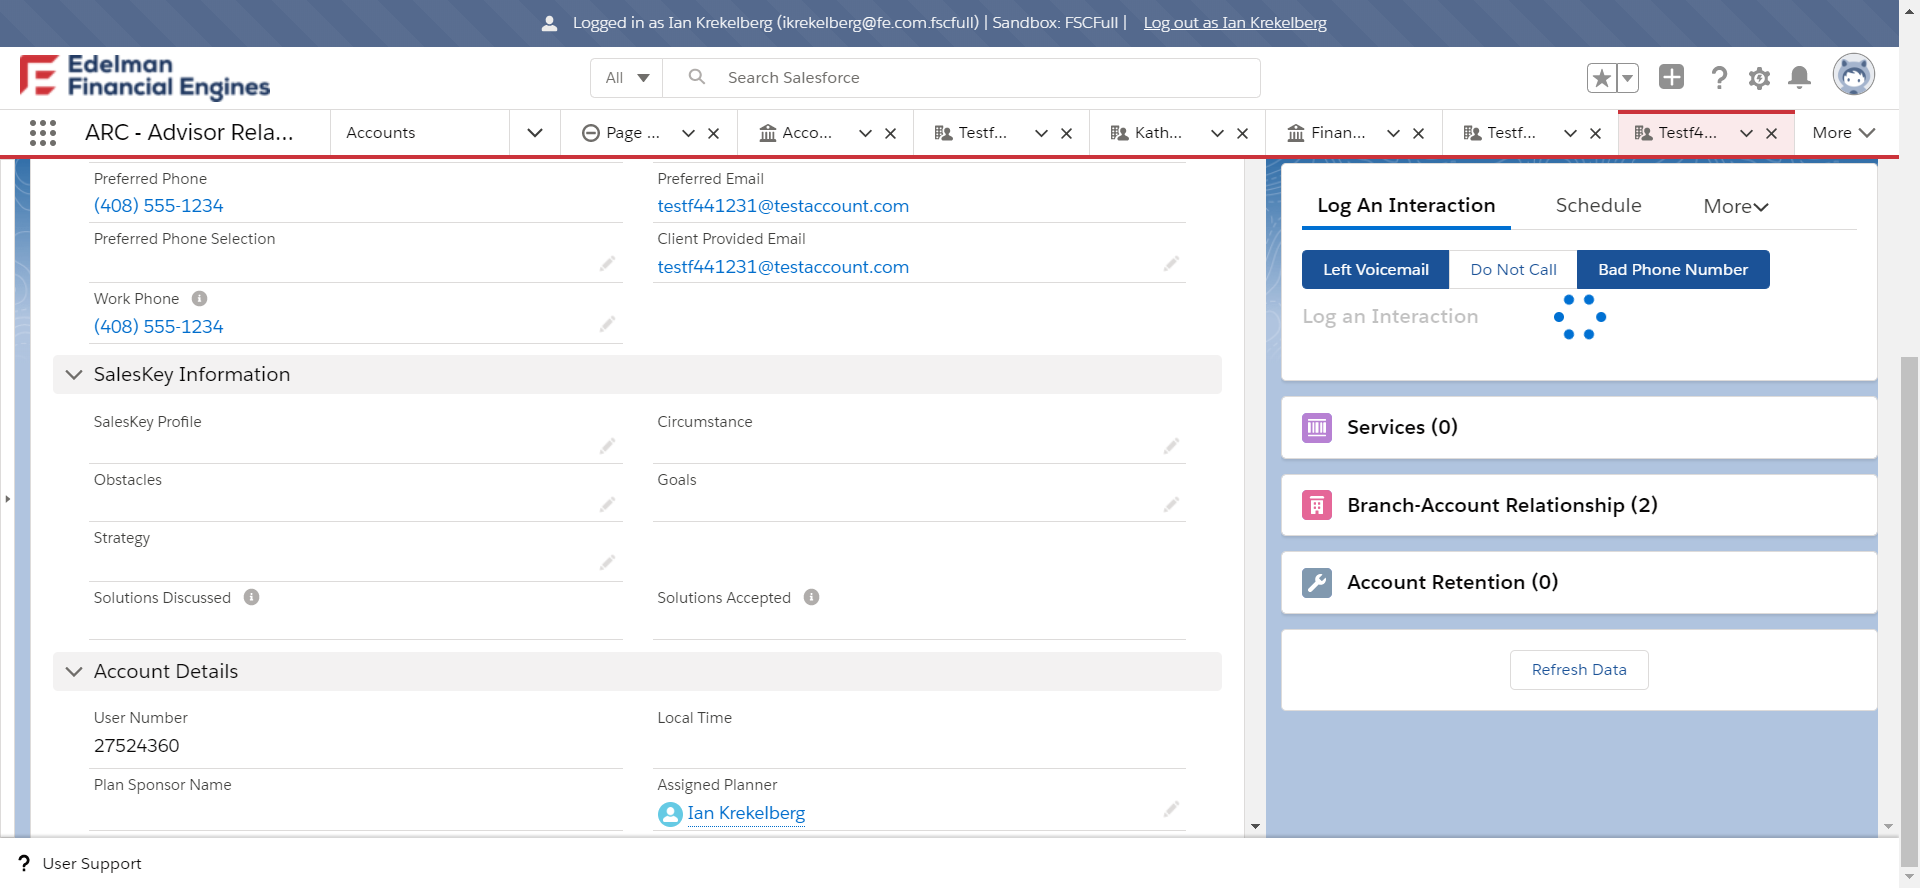 Logged in as Ian Krekelberg (ikrekelberg@fe.com.fscfull) | Sandbox: FSCFull | Log out as Ian Krekelberg
Edelman
Financial Engines
All
Search Salesforce
ARC - Advisor Rela...
Accounts
Page ...
Acco...
Testf...
Kath...
Finan...
Testf...
Testf4...
More
Preferred Phone
(408) 555-1234
Preferred Email
testf441231@testaccount.com
Preferred Phone Selection
Client Provided Email
testf441231@testaccount.com
Work Phone
(408) 555-1234
SalesKey Information
SalesKey Profile
Circumstance
Obstacles
Goals
Strategy
Solutions Discussed
Solutions Accepted
Account Details
User Number
27524360
Local Time
Plan Sponsor Name
Assigned Planner
Ian Krekelberg
Log An Interaction
Schedule
More
Left Voicemail
Do Not Call
Bad Phone Number
Log an Interaction
Services (0)
Branch-Account Relationship (2)
Account Retention (0)
Refresh Data
? User Support